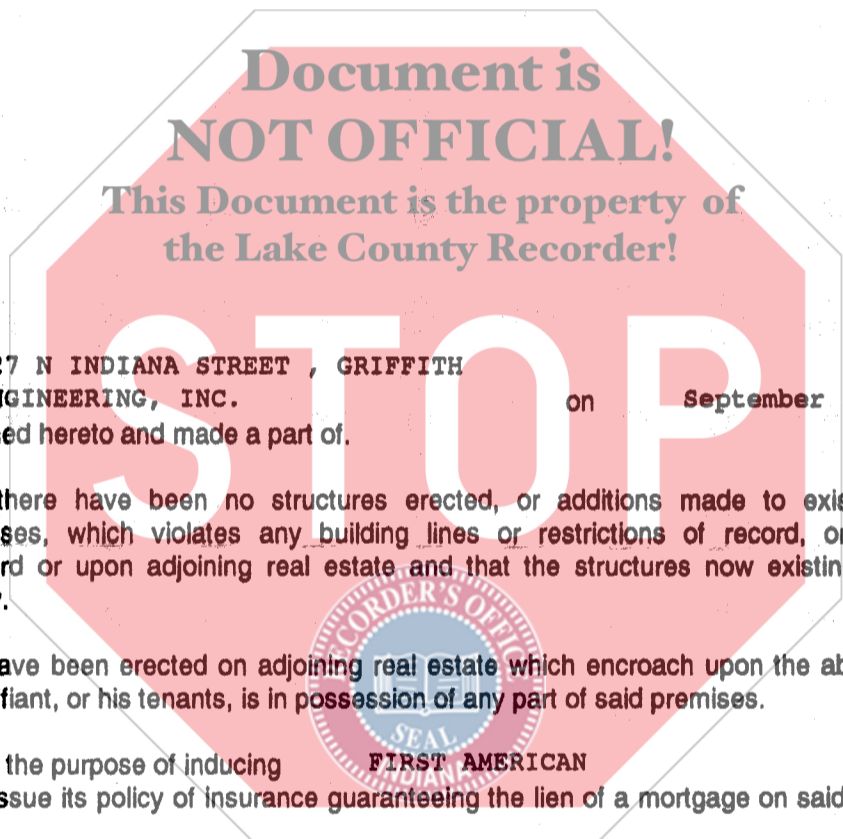 Document is
NOT OFFICIAL!
This Document is the property of
the Lake County Recorder!
STOP
27 N INDIANA STREET , GRIFFITH
NGINEERING, INC. on September
ed hereto and made a part of.
there have been no structures erected, or additions made to exis
ses, which violates any building lines or restrictions of record, or
rd or upon adjoining real estate and that the structures now existin
ave been erected on adjoining real estate which encroach upon the ab
fiant, or his tenants, is in possession of any part of said premises.
the purpose of inducing FIRST AMERICAN
ssue its policy of insurance guaranteeing the lien of a mortgage on said
RECORDER'S OFFICE
SEAL
INDIANA